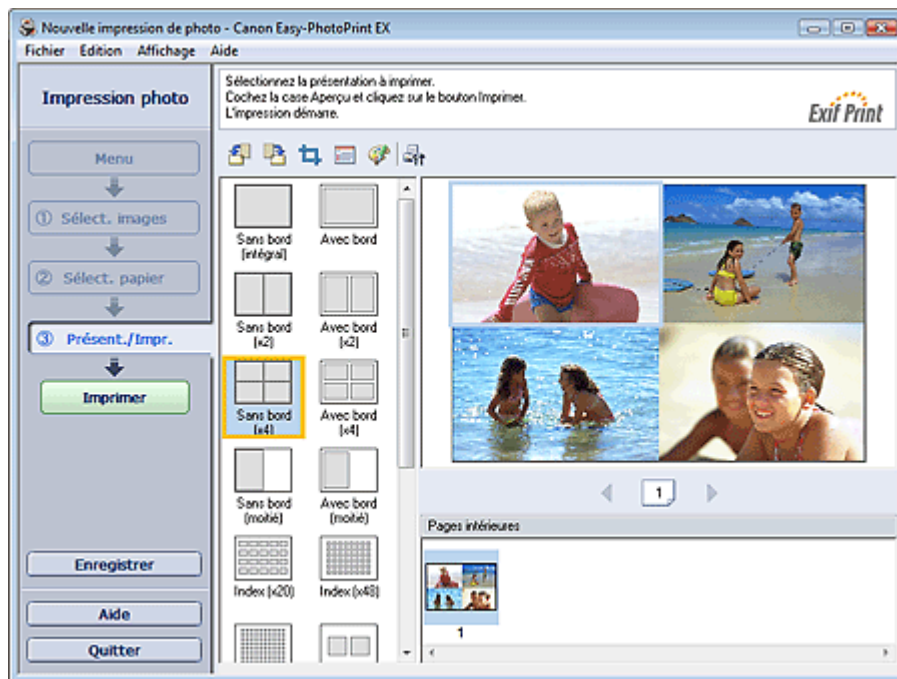 Nouvelle impression de photo - Canon Easy-PhotoPrint EX
Fichier Edition Affichage Aide
Impression photo
Sélectionnez la présentation à imprimer.
Cochez la case Aperçu et cliquez sur le bouton Imprimer.
L'impression démarre.
Exif Print
Menu
① Sélect. images
② Sélect. papier
③ Présent./Impr.
Imprimer
Enregistrer
Aide
Quitter
Sans bord
(intégral)
Avec bord
Sans bord
(x2)
Avec bord
(x2)
Sans bord
(x4)
Avec bord
(x4)
Sans bord
(moitié)
Avec bord
(moitié)
Index (x20)
Index (x48)
1
Pages intérieures
1